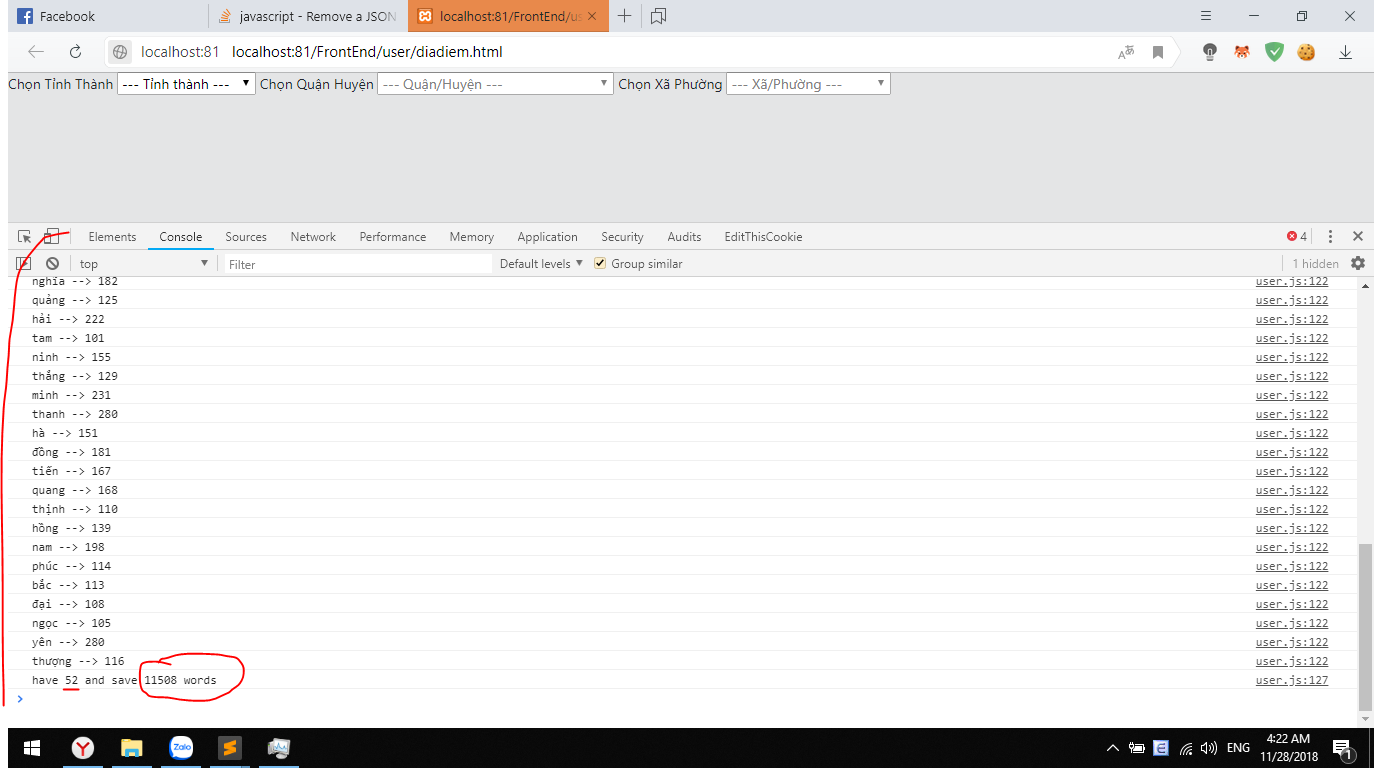 Facebook
javascript - Remove a JSON
localhost:81/FrontEnd/us
localhost:81 localhost:81/FrontEnd/user/diadiem.html
Chọn Tỉnh Thành --- Tỉnh thành --- Chọn Quận Huyện --- Quận/Huyện --- Chọn Xã Phường --- Xã/Phường ---
Elements Console Sources Network Performance Memory Application Security Audits EditThisCookie 4
top Filter Default levels Group similar 1 hidden
nghĩa --> 182 user.js:122
quảng --> 125 user.js:122
hải --> 222 user.js:122
tam --> 101 user.js:122
ninh --> 155 user.js:122
thắng --> 129 user.js:122
minh --> 231 user.js:122
thanh --> 280 user.js:122
hà --> 151 user.js:122
đồng --> 181 user.js:122
tiến --> 167 user.js:122
quang --> 168 user.js:122
thịnh --> 110 user.js:122
hồng --> 139 user.js:122
nam --> 198 user.js:122
phúc --> 114 user.js:122
bắc --> 113 user.js:122
đại --> 108 user.js:122
ngọc --> 105 user.js:122
yên --> 280 user.js:122
thượng --> 116 user.js:122
have 52 and save 11508 words user.js:127
>
Zalo ENG 4:22 AM
11/28/2018 1